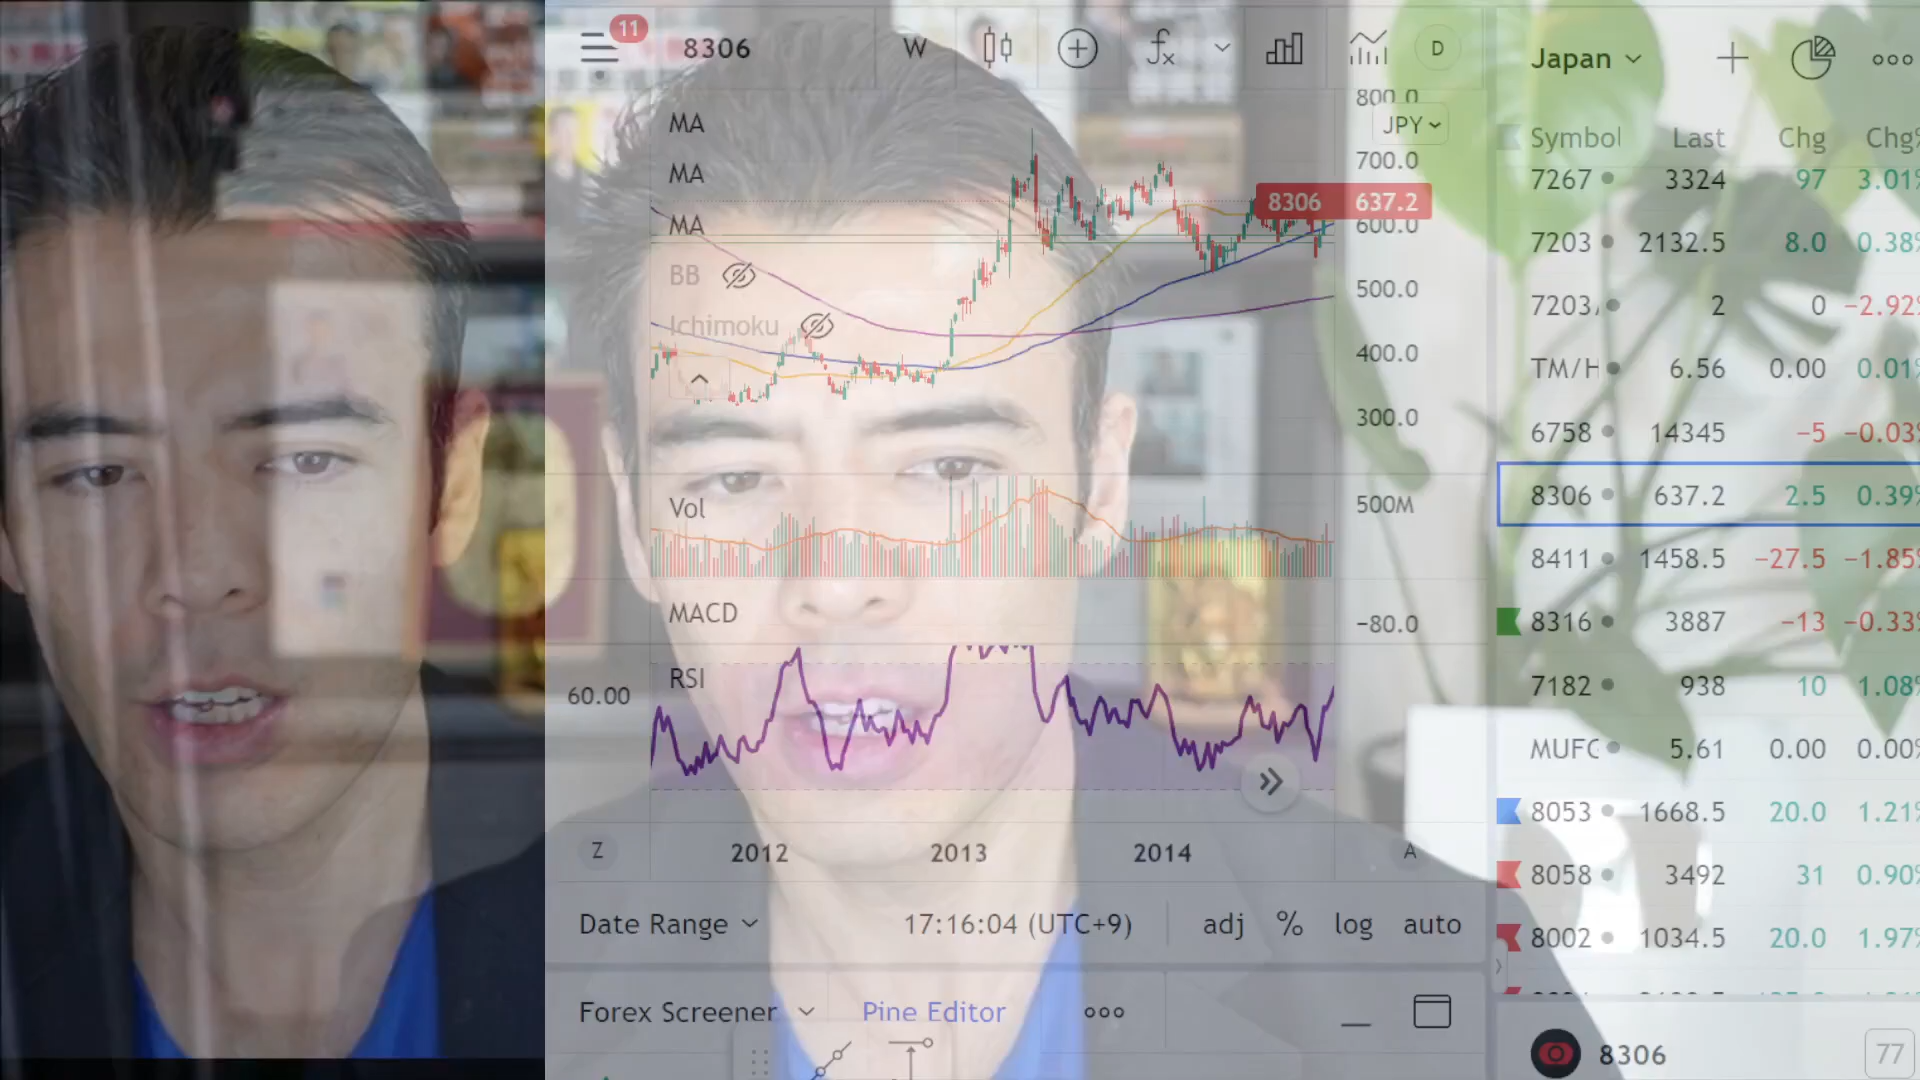 11
8306 W D
MA
MA
MA
BB
Ichimoku
800.0
JPY
700.0
8306 637.2
600.0
500.0
400.0
300.0
Vol
500M
MACD
-80.0
RSI
60.00
Z 2012 2013 2014 A
Date Range 17:16:04 (UTC+9) adj % log auto
Forex Screener Pine Editor
Japan
Symbol Last Chg Chg%
7267 3324 97 3.01%
7203 2132.5 8.0 0.38%
7203/ 2 0 −2.92%
TM/H 6.56 0.00 0.01%
6758 14345 −5 −0.03%
8306 637.2 2.5 0.39%
8411 1458.5 −27.5 −1.85%
8316 3887 −13 −0.33%
7182 938 10 1.08%
MUFG 5.61 0.00 0.00%
8053 1668.5 20.0 1.21%
8058 3492 31 0.90%
8002 1034.5 20.0 1.97%
8306 77